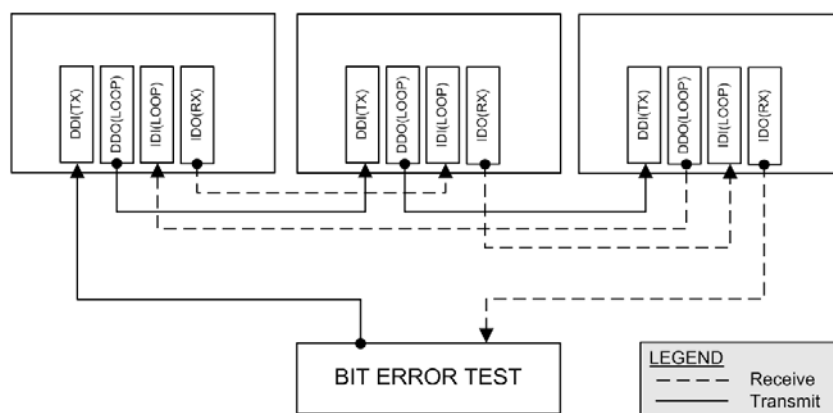 DDI(TX)
DDO(LOOP)
IDI(LOOP)
IDO(RX)
DDI(TX)
DDO(LOOP)
IDI(LOOP)
IDO(RX)
DDI(TX)
DDO(LOOP)
IDI(LOOP)
IDO(RX)
BIT ERROR TEST
LEGEND
Receive
Transmit